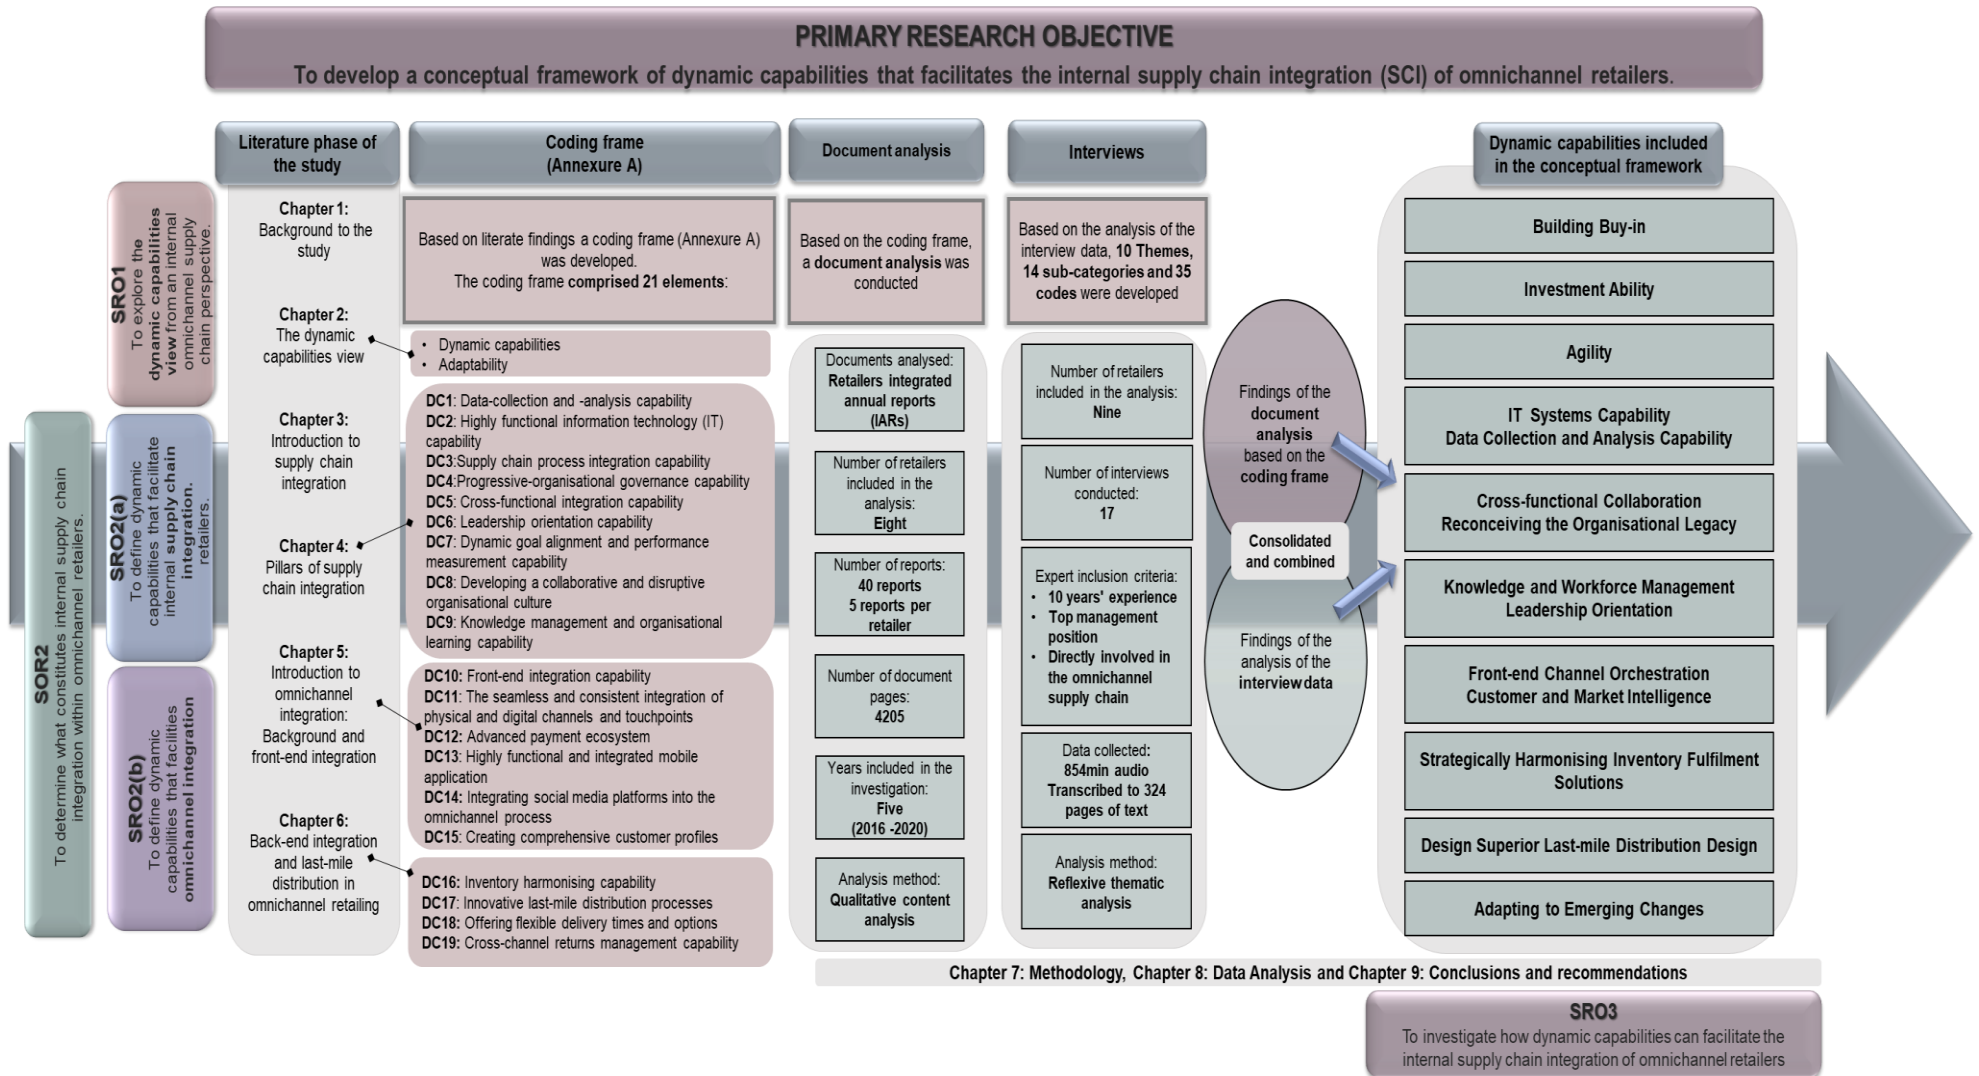 PRIMARY RESEARCH OBJECTIVE
To develop a conceptual framework of dynamic capabilities that facilitates the internal supply chain integration (SCI) of omnichannel retailers.
SRO1
To explore the
dynamic capabilities
view from an internal
omnichannel supply
chain perspective.
SOR2
To determine what constitutes internal supply chain
integration within omnichannel retailers.
SRO2(a)
To define dynamic
capabilities that facilitate
internal supply chain
integration.
retailers.
SRO2(b)
To define dynamic
capabilities that facilities
omnichannel integration
Literature phase of
the study
Chapter 1:
Background to the
study
Chapter 2:
The dynamic
capabilities view
Chapter 3:
Introduction to
supply chain
integration
Chapter 4:
Pillars of supply
chain integration
Chapter 5:
Introduction to
omnichannel
integration:
Background and
front-end integration
Chapter 6:
Back-end integration
and last-mile
distribution in
omnichannel retailing
Coding frame
(Annexure A)
Based on literate findings a coding frame (Annexure A)
was developed.
The coding frame comprised 21 elements:
• Dynamic capabilities
• Adaptability
DC1: Data-collection and -analysis capability
DC2: Highly functional information technology (IT)
capability
DC3:Supply chain process integration capability
DC4:Progressive-organisational governance capability
DC5: Cross-functional integration capability
DC6: Leadership orientation capability
DC7: Dynamic goal alignment and performance
measurement capability
DC8: Developing a collaborative and disruptive
organisational culture
DC9: Knowledge management and organisational
learning capability
DC10: Front-end integration capability
DC11: The seamless and consistent integration of
physical and digital channels and touchpoints
DC12: Advanced payment ecosystem
DC13: Highly functional and integrated mobile
application
DC14: Integrating social media platforms into the
omnichannel process
DC15: Creating comprehensive customer profiles
DC16: Inventory harmonising capability
DC17: Innovative last-mile distribution processes
DC18: Offering flexible delivery times and options
DC19: Cross-channel returns management capability
Document analysis
Based on the coding frame,
a document analysis was
conducted
Documents analysed:
Retailers integrated
annual reports
(IARs)
Number of retailers
included in the
analysis:
Eight
Number of reports:
40 reports
5 reports per
retailer
Number of document
pages:
4205
Years included in the
investigation:
Five
(2016 -2020)
Analysis method:
Qualitative content
analysis
Interviews
Based on the analysis of the
interview data, 10 Themes,
14 sub-categories and 35
codes were developed
Number of retailers
included in the analysis:
Nine
Number of interviews
conducted:
17
Expert inclusion criteria:
• 10 years' experience
• Top management
position
• Directly involved in
the omnichannel
supply chain
Data collected:
854min audio
Transcribed to 324
pages of text
Analysis method:
Reflexive thematic
analysis
Findings of the
document
analysis
based on the
coding frame
Consolidated
and combined
Findings of the
analysis of the
interview data
Dynamic capabilities included
in the conceptual framework
Building Buy-in
Investment Ability
Agility
IT Systems Capability
Data Collection and Analysis Capability
Cross-functional Collaboration
Reconceiving the Organisational Legacy
Knowledge and Workforce Management
Leadership Orientation
Front-end Channel Orchestration
Customer and Market Intelligence
Strategically Harmonising Inventory Fulfilment
Solutions
Design Superior Last-mile Distribution Design
Adapting to Emerging Changes
Chapter 7: Methodology, Chapter 8: Data Analysis and Chapter 9: Conclusions and recommendations
SRO3
To investigate how dynamic capabilities can facilitate the
internal supply chain integration of omnichannel retailers